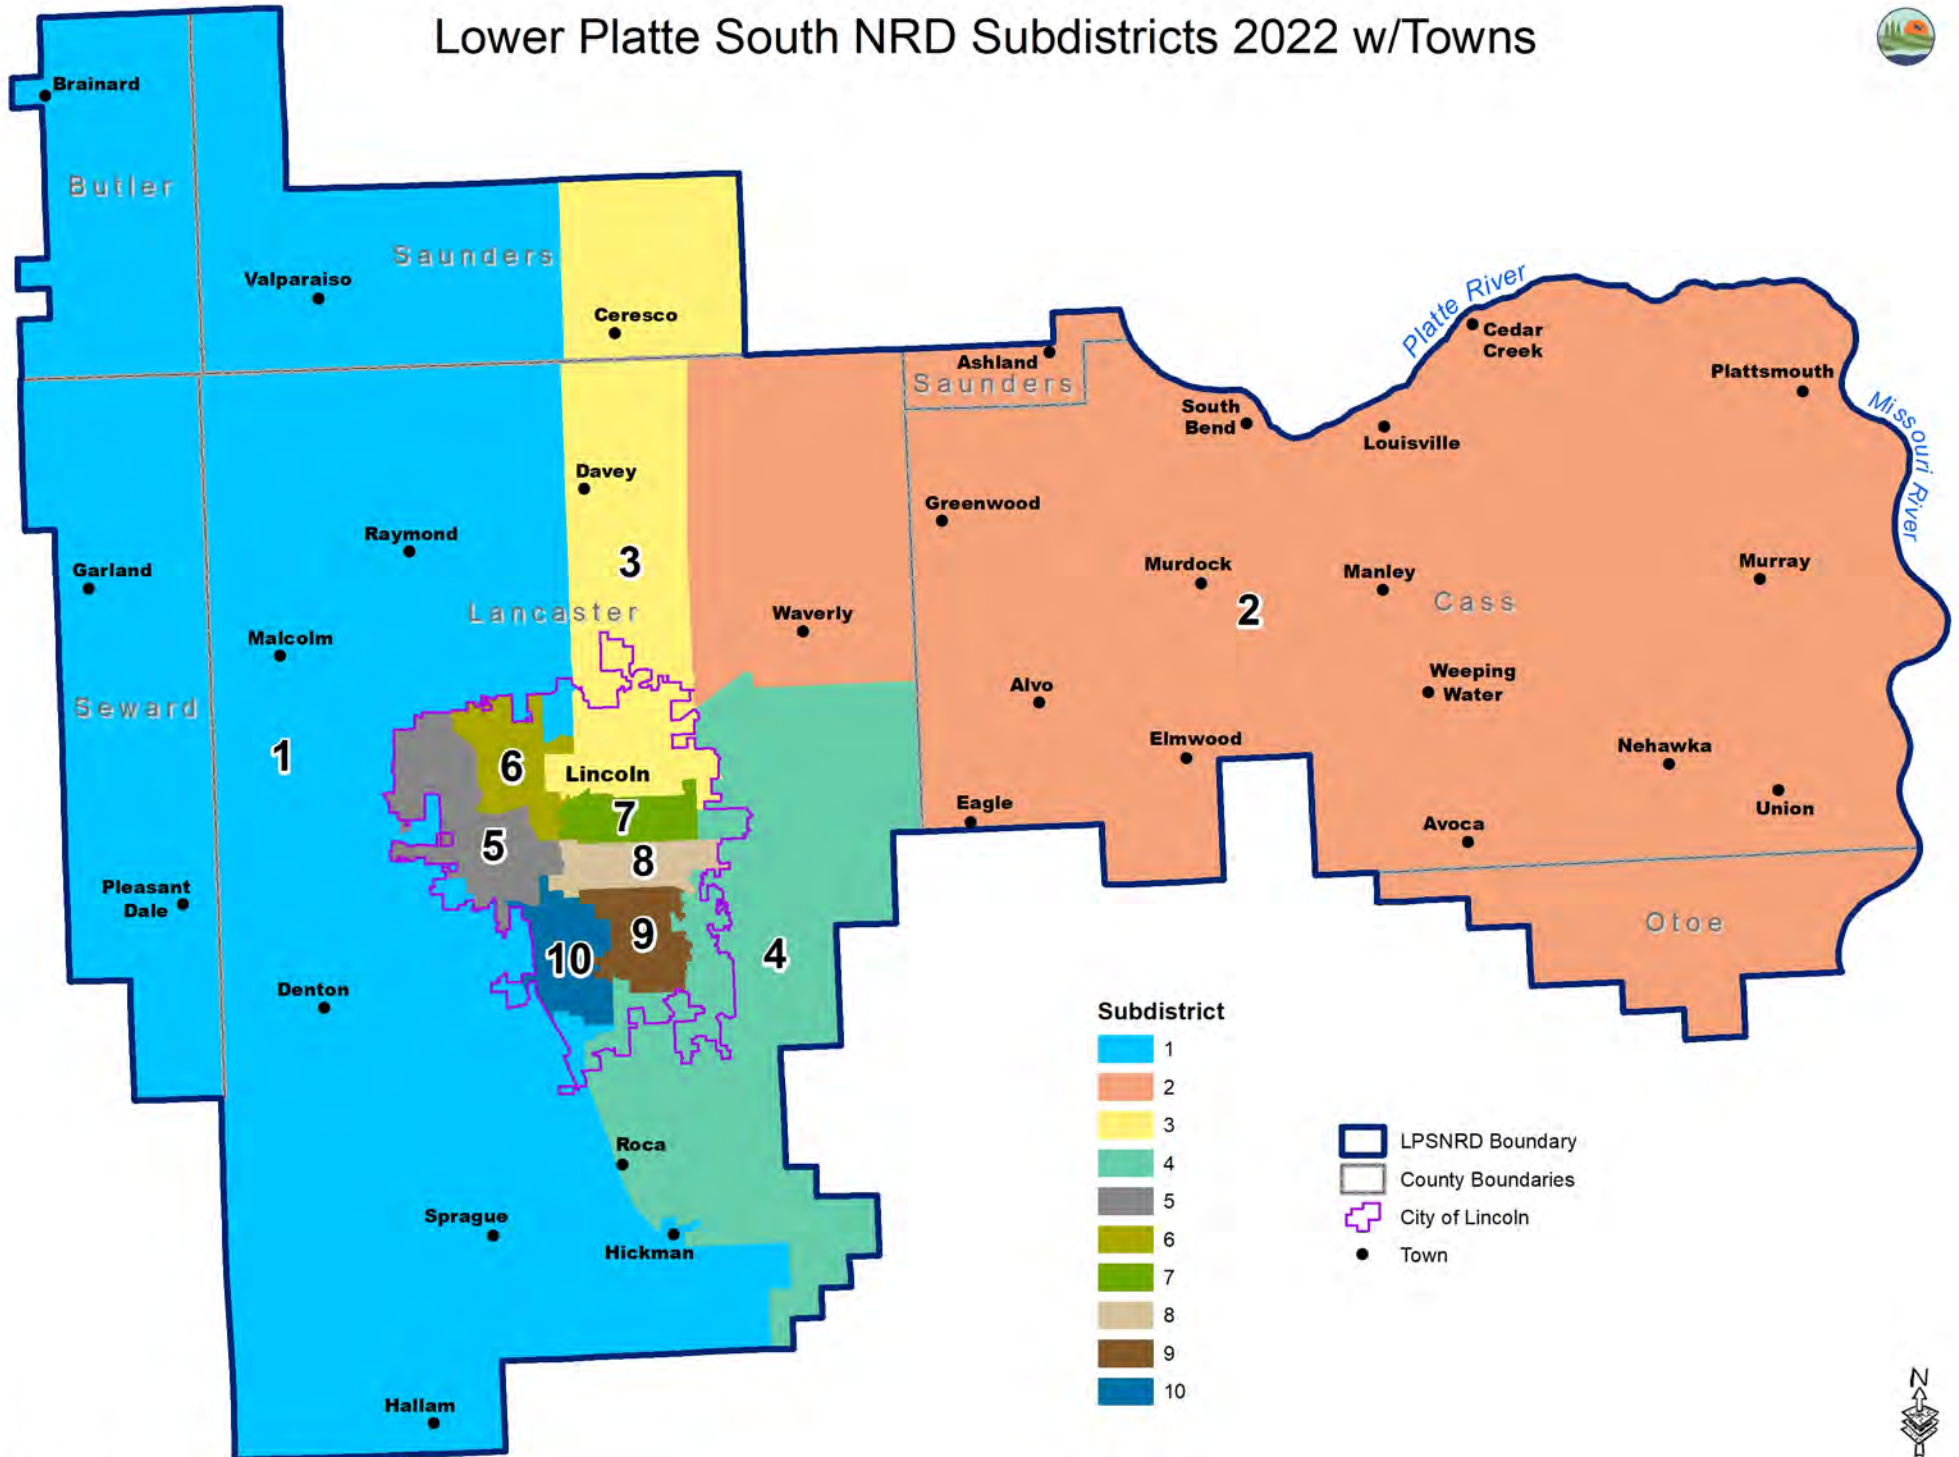 Lower Platte South NRD Subdistricts 2022 w/Towns
Brainard
Butler
Saunders
Valparaiso
Ceresco
Platte River
Cedar
Creek
Ashland
Saunders
Plattsmouth
Missouri River
South
Bend
Louisville
Davey
Greenwood
Raymond
3
Garland
Murdock
Manley
Murray
Lancaster
Waverly
2
Cass
Malcolm
Weeping
Water
Alvo
Seward
1
6
Lincoln
Elmwood
Nehawka
Eagle
Union
7
Avoca
5
8
Pleasant
Dale
9
Otoe
10
4
Denton
Roca
Sprague
Hickman
Hallam
Subdistrict
1
2
3
4
5
6
7
8
9
10
LPSNRD Boundary
County Boundaries
City of Lincoln
Town
N